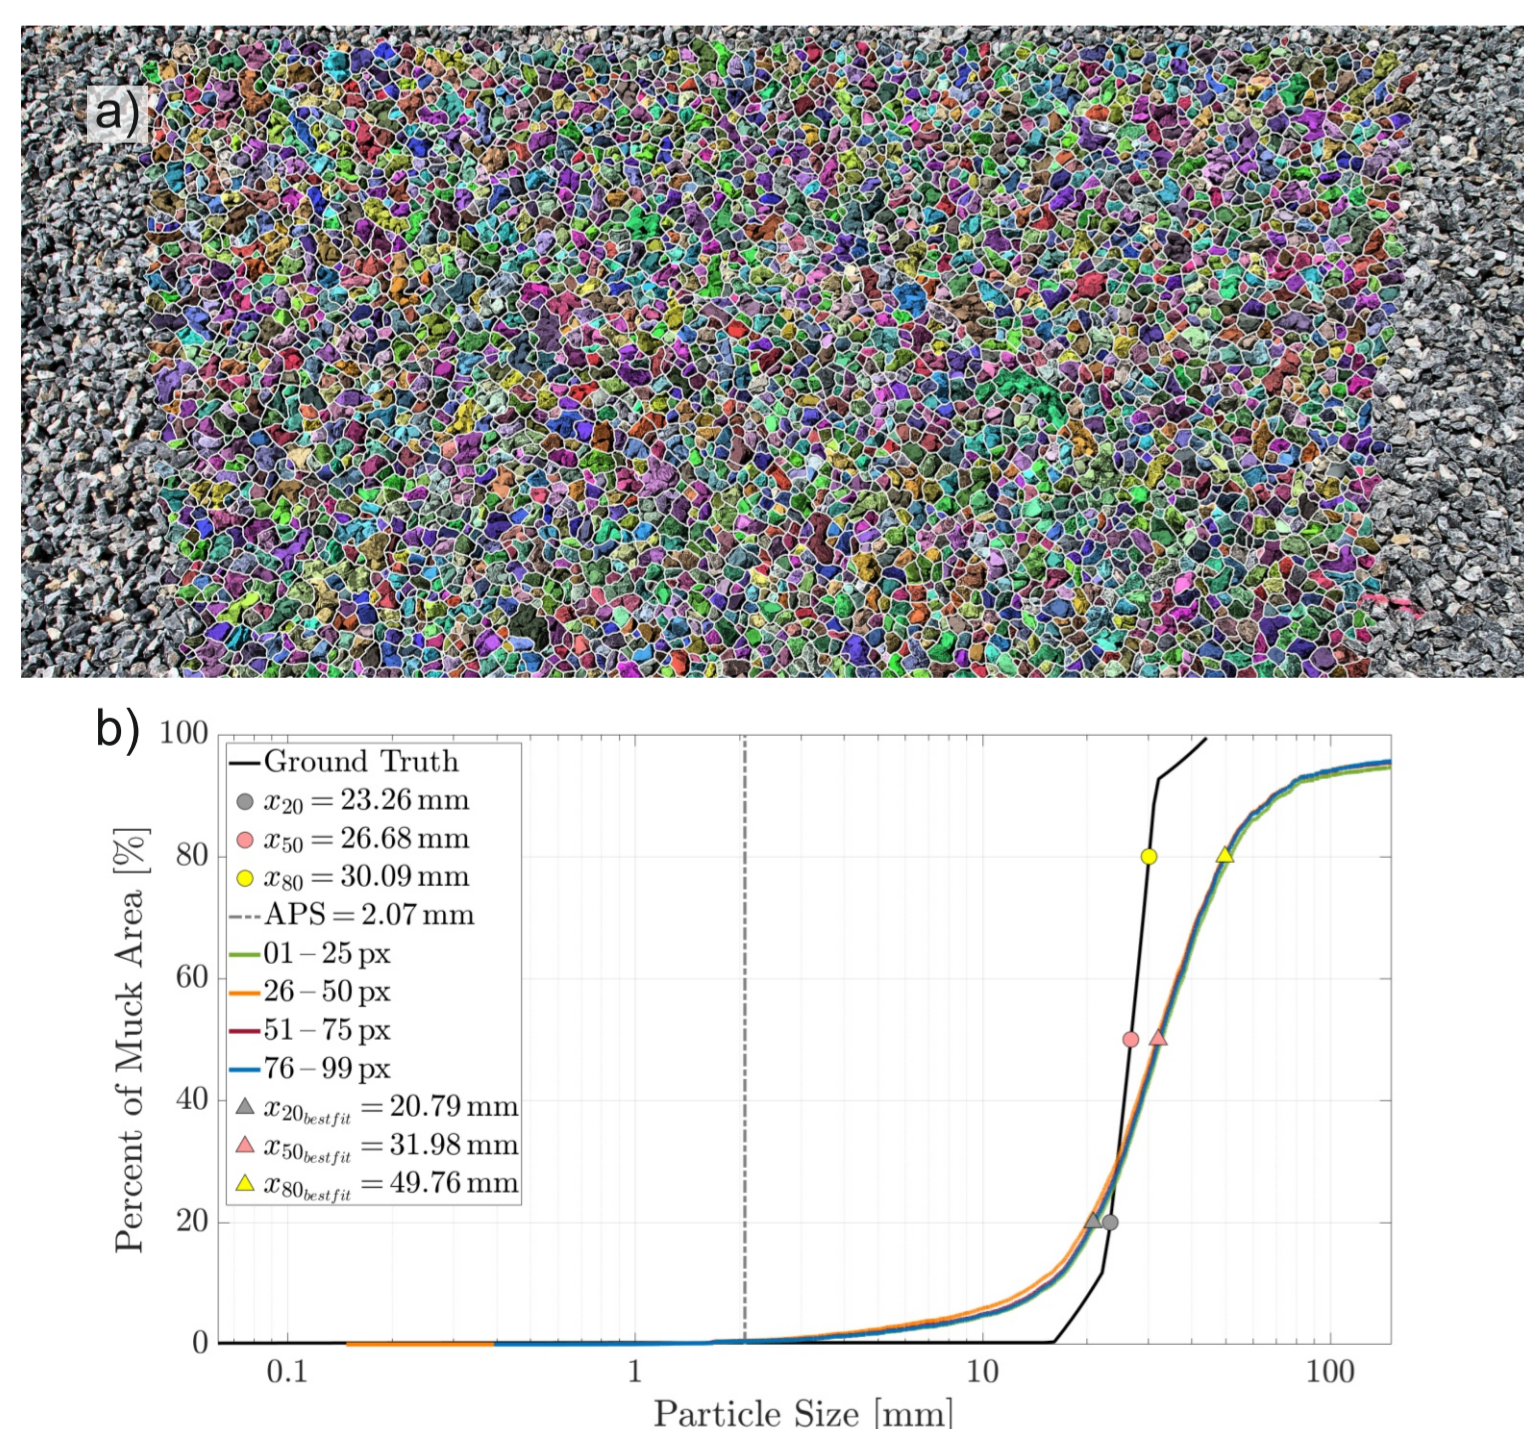 a)
b)
100
80
60
40
20
0
Percent of Muck Area [%]
Ground Truth
x20 = 23.26 mm
x50 = 26.68 mm
x80 = 30.09 mm
APS = 2.07 mm
01 – 25 px
26 – 50 px
51 – 75 px
76 – 99 px
x20bestfit = 20.79 mm
x50bestfit = 31.98 mm
x80bestfit = 49.76 mm
0.1 1 10 100
Particle Size [mm]